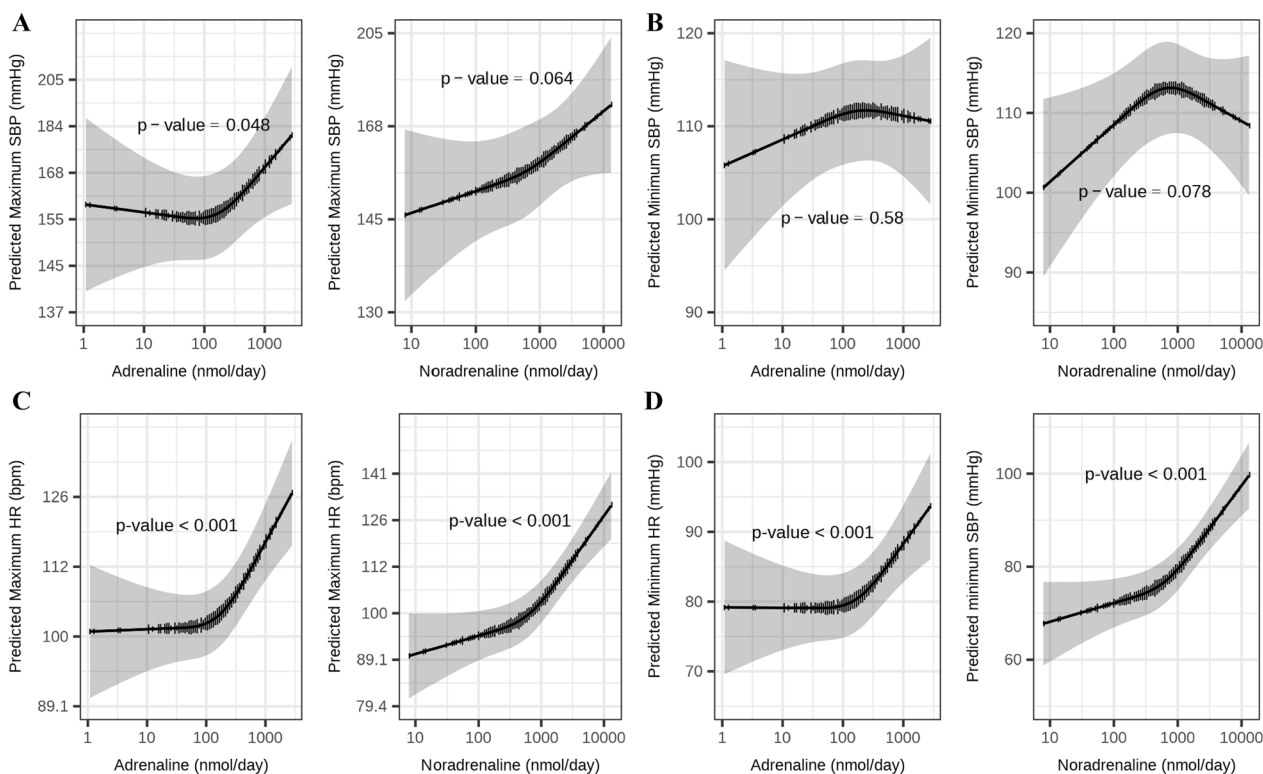 A
B
Predicted Maximum SBP (mmHg)
205
184
168
155
145
137
p – value = 0.048
1
10
100
1000
Adrenaline (nmol/day)
Predicted Maximum SBP (mmHg)
205
168
145
130
p – value = 0.064
10
100
1000
10000
Noradrenaline (nmol/day)
Predicted Minimum SBP (mmHg)
120
110
100
90
p – value = 0.58
1
10
100
1000
Adrenaline (nmol/day)
Predicted Minimum SBP (mmHg)
120
110
100
90
p – value = 0.078
10
100
1000
10000
Noradrenaline (nmol/day)
C
D
Predicted Maximum HR (bpm)
126
112
100
89.1
p-value < 0.001
1
10
100
1000
Adrenaline (nmol/day)
Predicted Maximum HR (bpm)
141
126
112
100
89.1
79.4
p-value < 0.001
10
100
1000
10000
Noradrenaline (nmol/day)
Predicted Minimum HR (mmHg)
100
90
80
70
p-value < 0.001
1
10
100
1000
Adrenaline (nmol/day)
Predicted minimum SBP (mmHg)
100
80
60
p-value < 0.001
10
100
1000
10000
Noradrenaline (nmol/day)